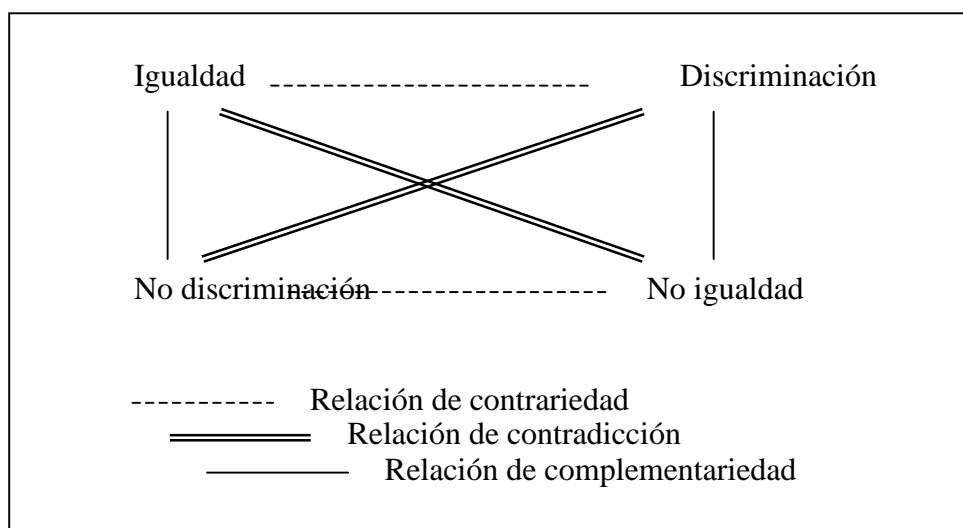 Igualdad Discriminación
No discriminación No igualdad
Relación de contrariedad
Relación de contradicción
Relación de complementariedad